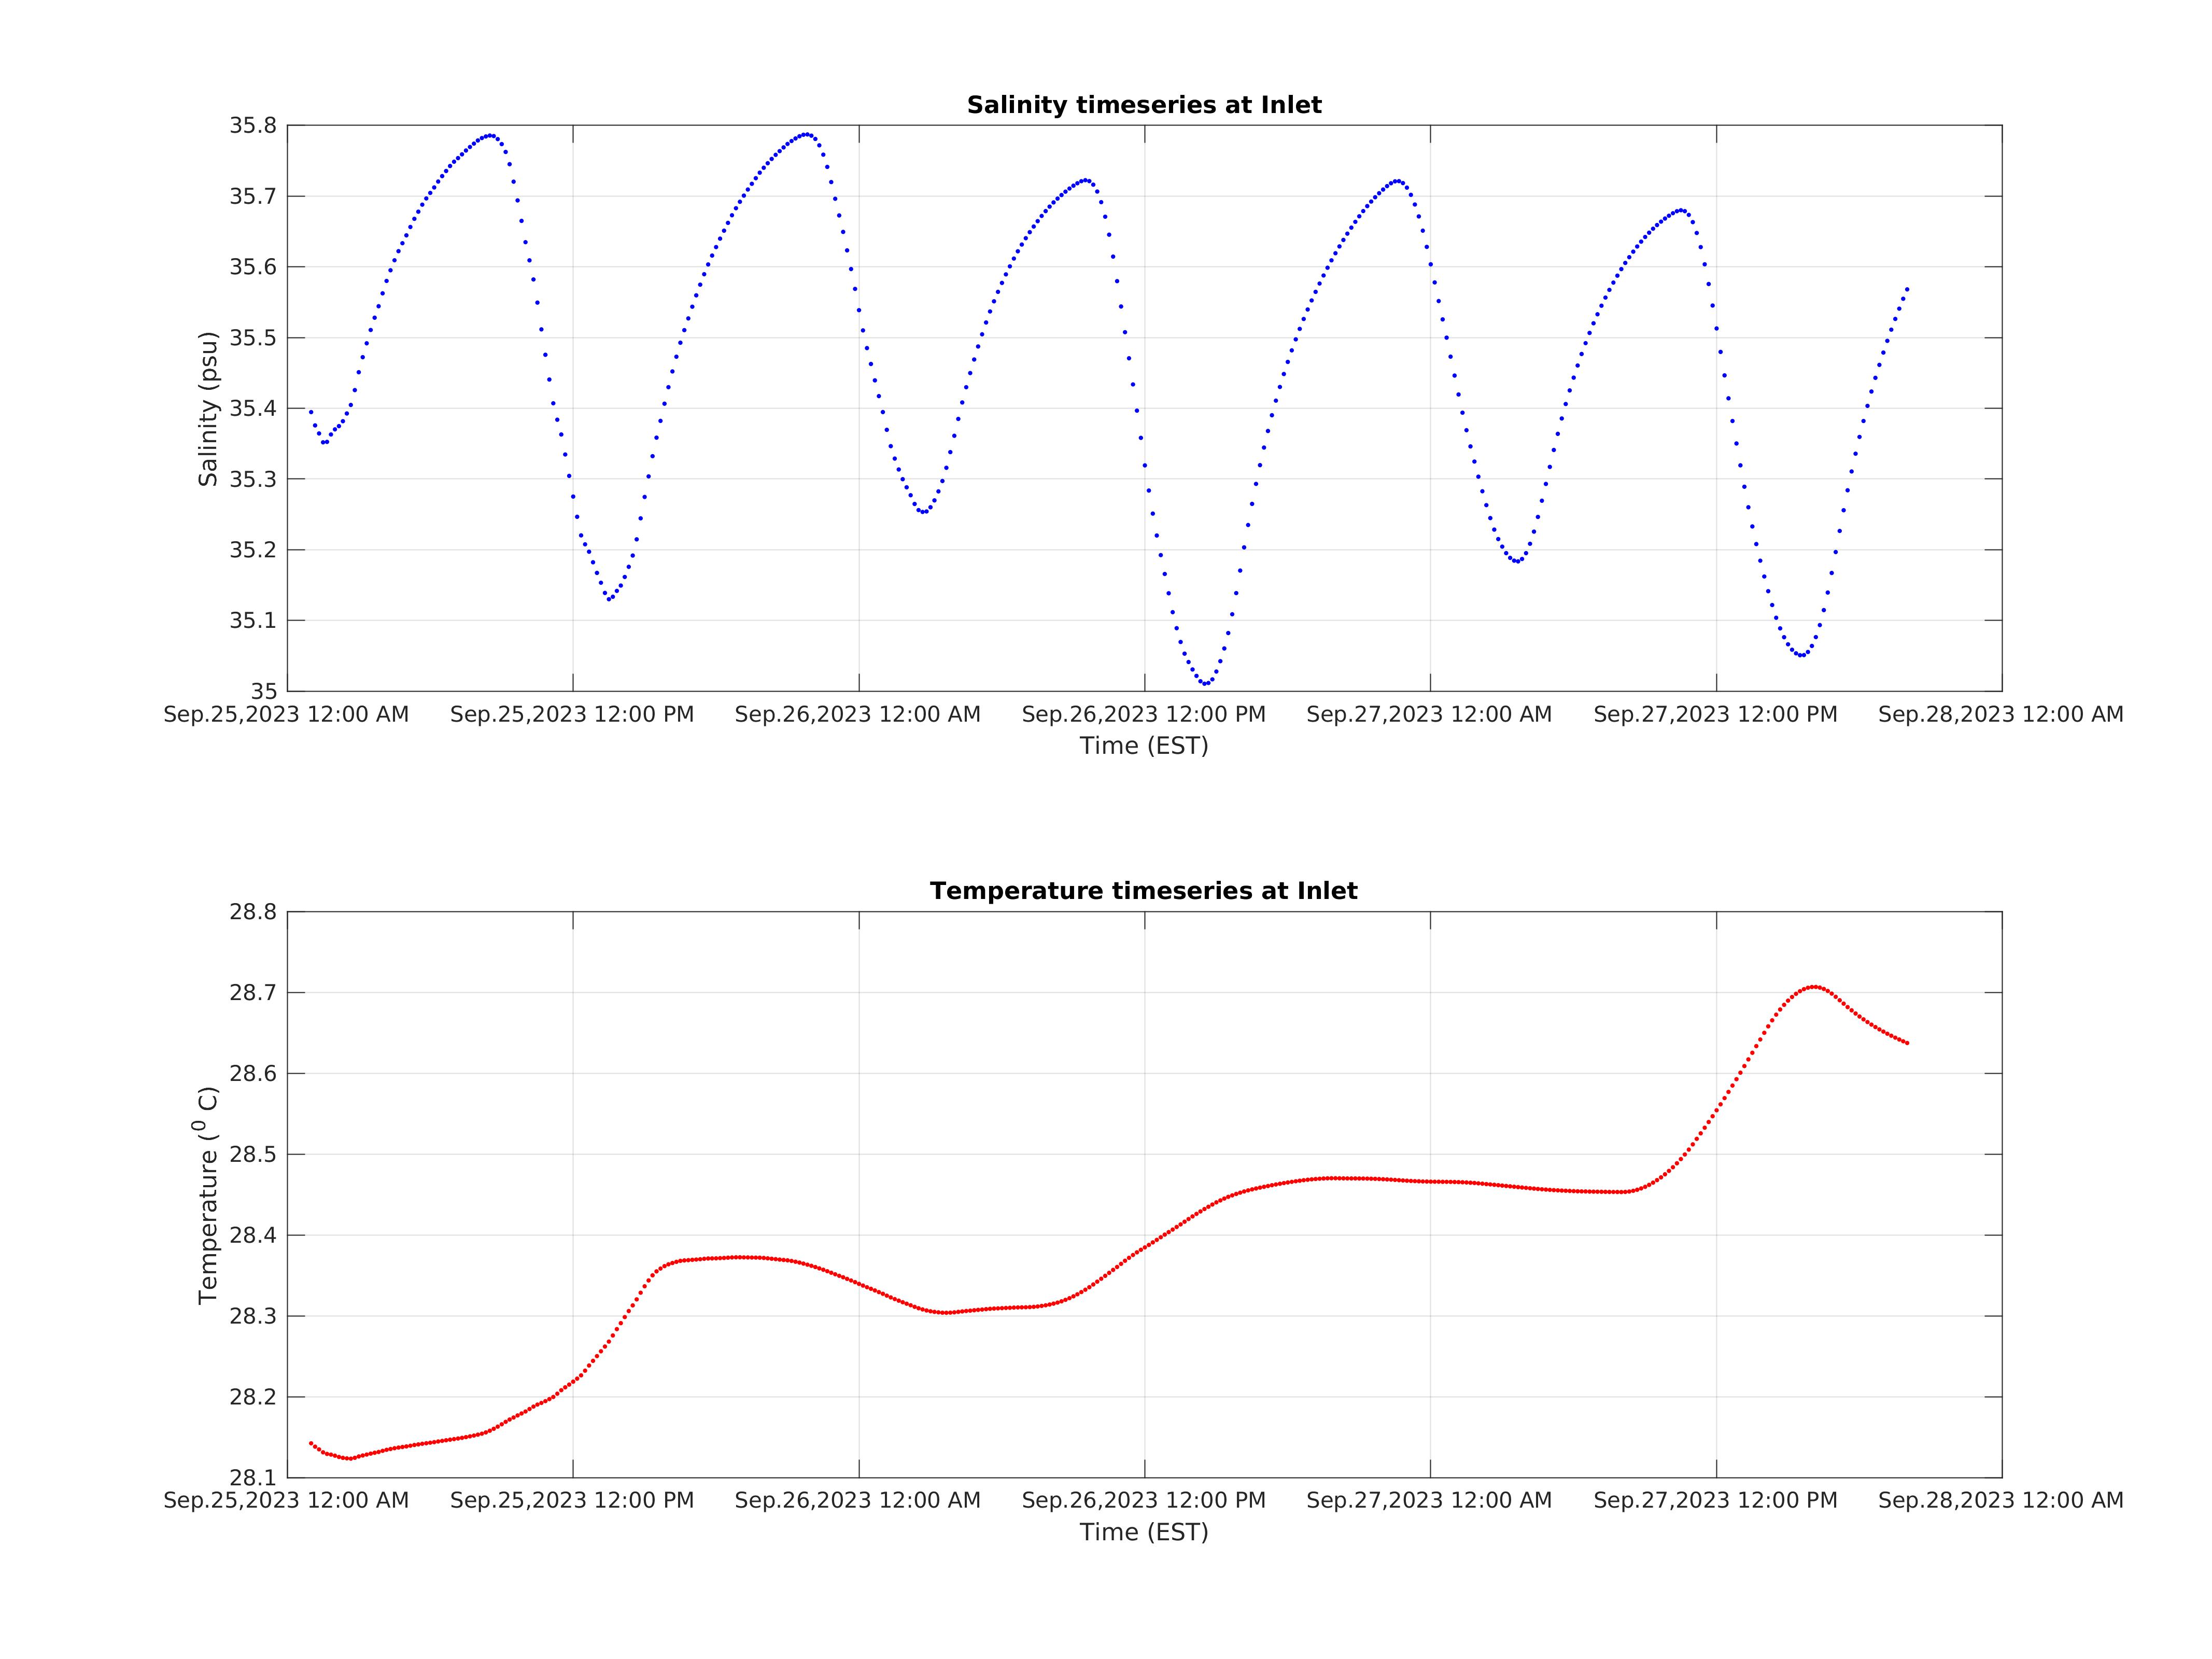 Salinity timeseries at Inlet
35.8
35.7
35.6
35.5
35.4
35.3
35.2
35.1
35
Salinity (psu)
Sep.25,2023 12:00 AM Sep.25,2023 12:00 PM Sep.26,2023 12:00 AM Sep.26,2023 12:00 PM Sep.27,2023 12:00 AM Sep.27,2023 12:00 PM Sep.28,2023 12:00 AM
Time (EST)
Temperature timeseries at Inlet
28.8
28.7
28.6
28.5
28.4
28.3
28.2
28.1
Temperature (⁰ C)
Sep.25,2023 12:00 AM Sep.25,2023 12:00 PM Sep.26,2023 12:00 AM Sep.26,2023 12:00 PM Sep.27,2023 12:00 AM Sep.27,2023 12:00 PM Sep.28,2023 12:00 AM
Time (EST)